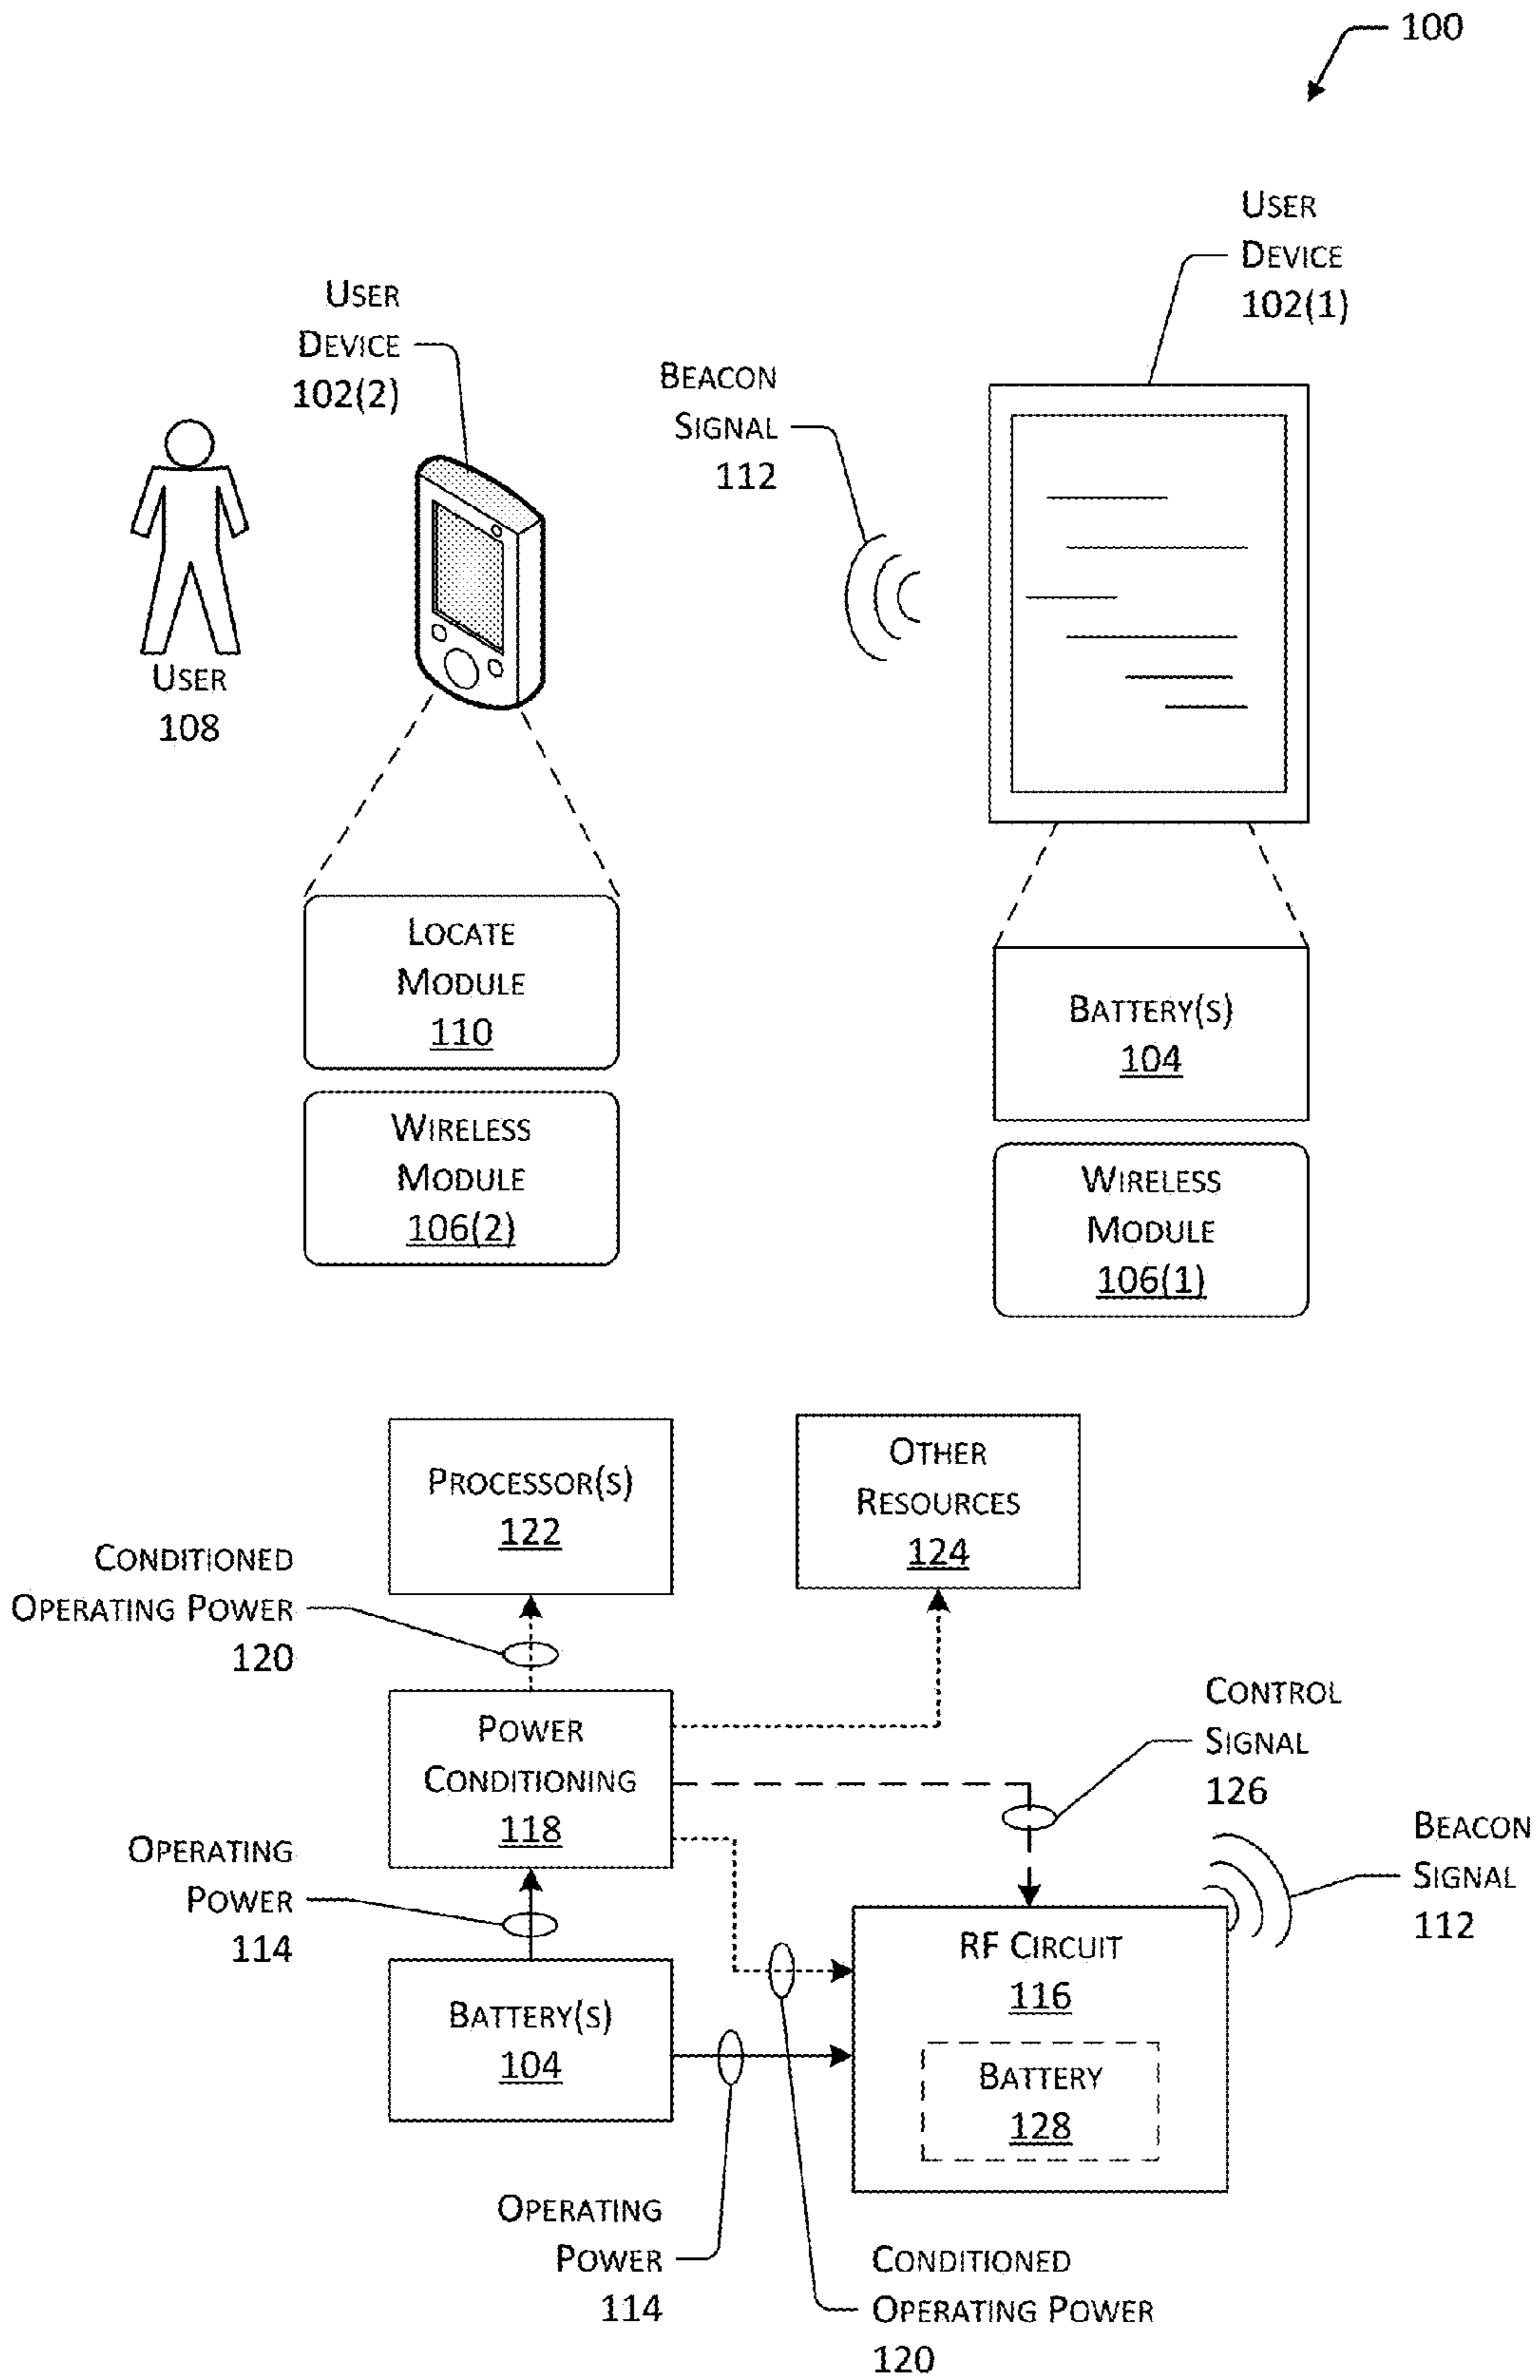 100
USER
DEVICE
102(1)
USER
DEVICE
102(2)
BEACON
SIGNAL
112
USER
108
LOCATE
MODULE
110
WIRELESS
MODULE
106(2)
BATTERY(S)
104
WIRELESS
MODULE
106(1)
PROCESSOR(S)
122
OTHER
RESOURCES
124
CONDITIONED
OPERATING POWER
120
POWER
CONDITIONING
118
CONTROL
SIGNAL
126
OPERATING
POWER
114
BEACON
SIGNAL
112
BATTERY(S)
104
RF CIRCUIT
116
BATTERY
128
OPERATING
POWER
114
CONDITIONED
OPERATING POWER
120